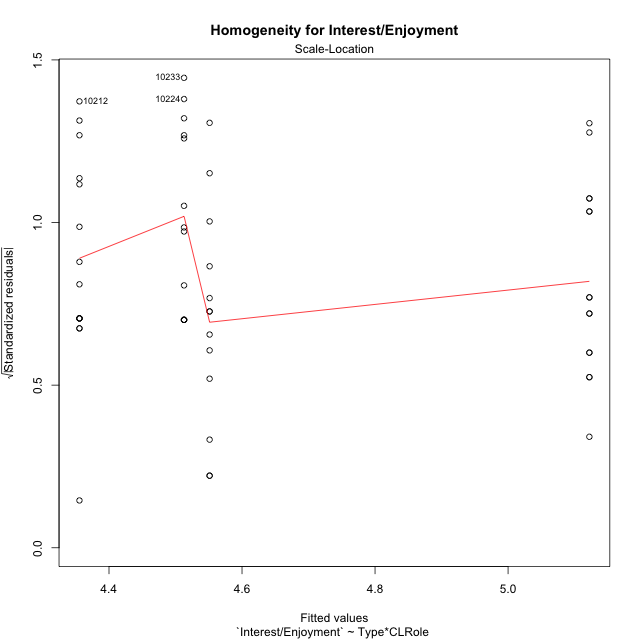 Homogeneity for Interest/Enjoyment
Scale-Location
1.5
1.0
0.5
0.0
√|Standardized residuals|
10233
10212
10224
4.4
4.6
4.8
5.0
Fitted values
`Interest/Enjoyment` ~ Type*CLRole